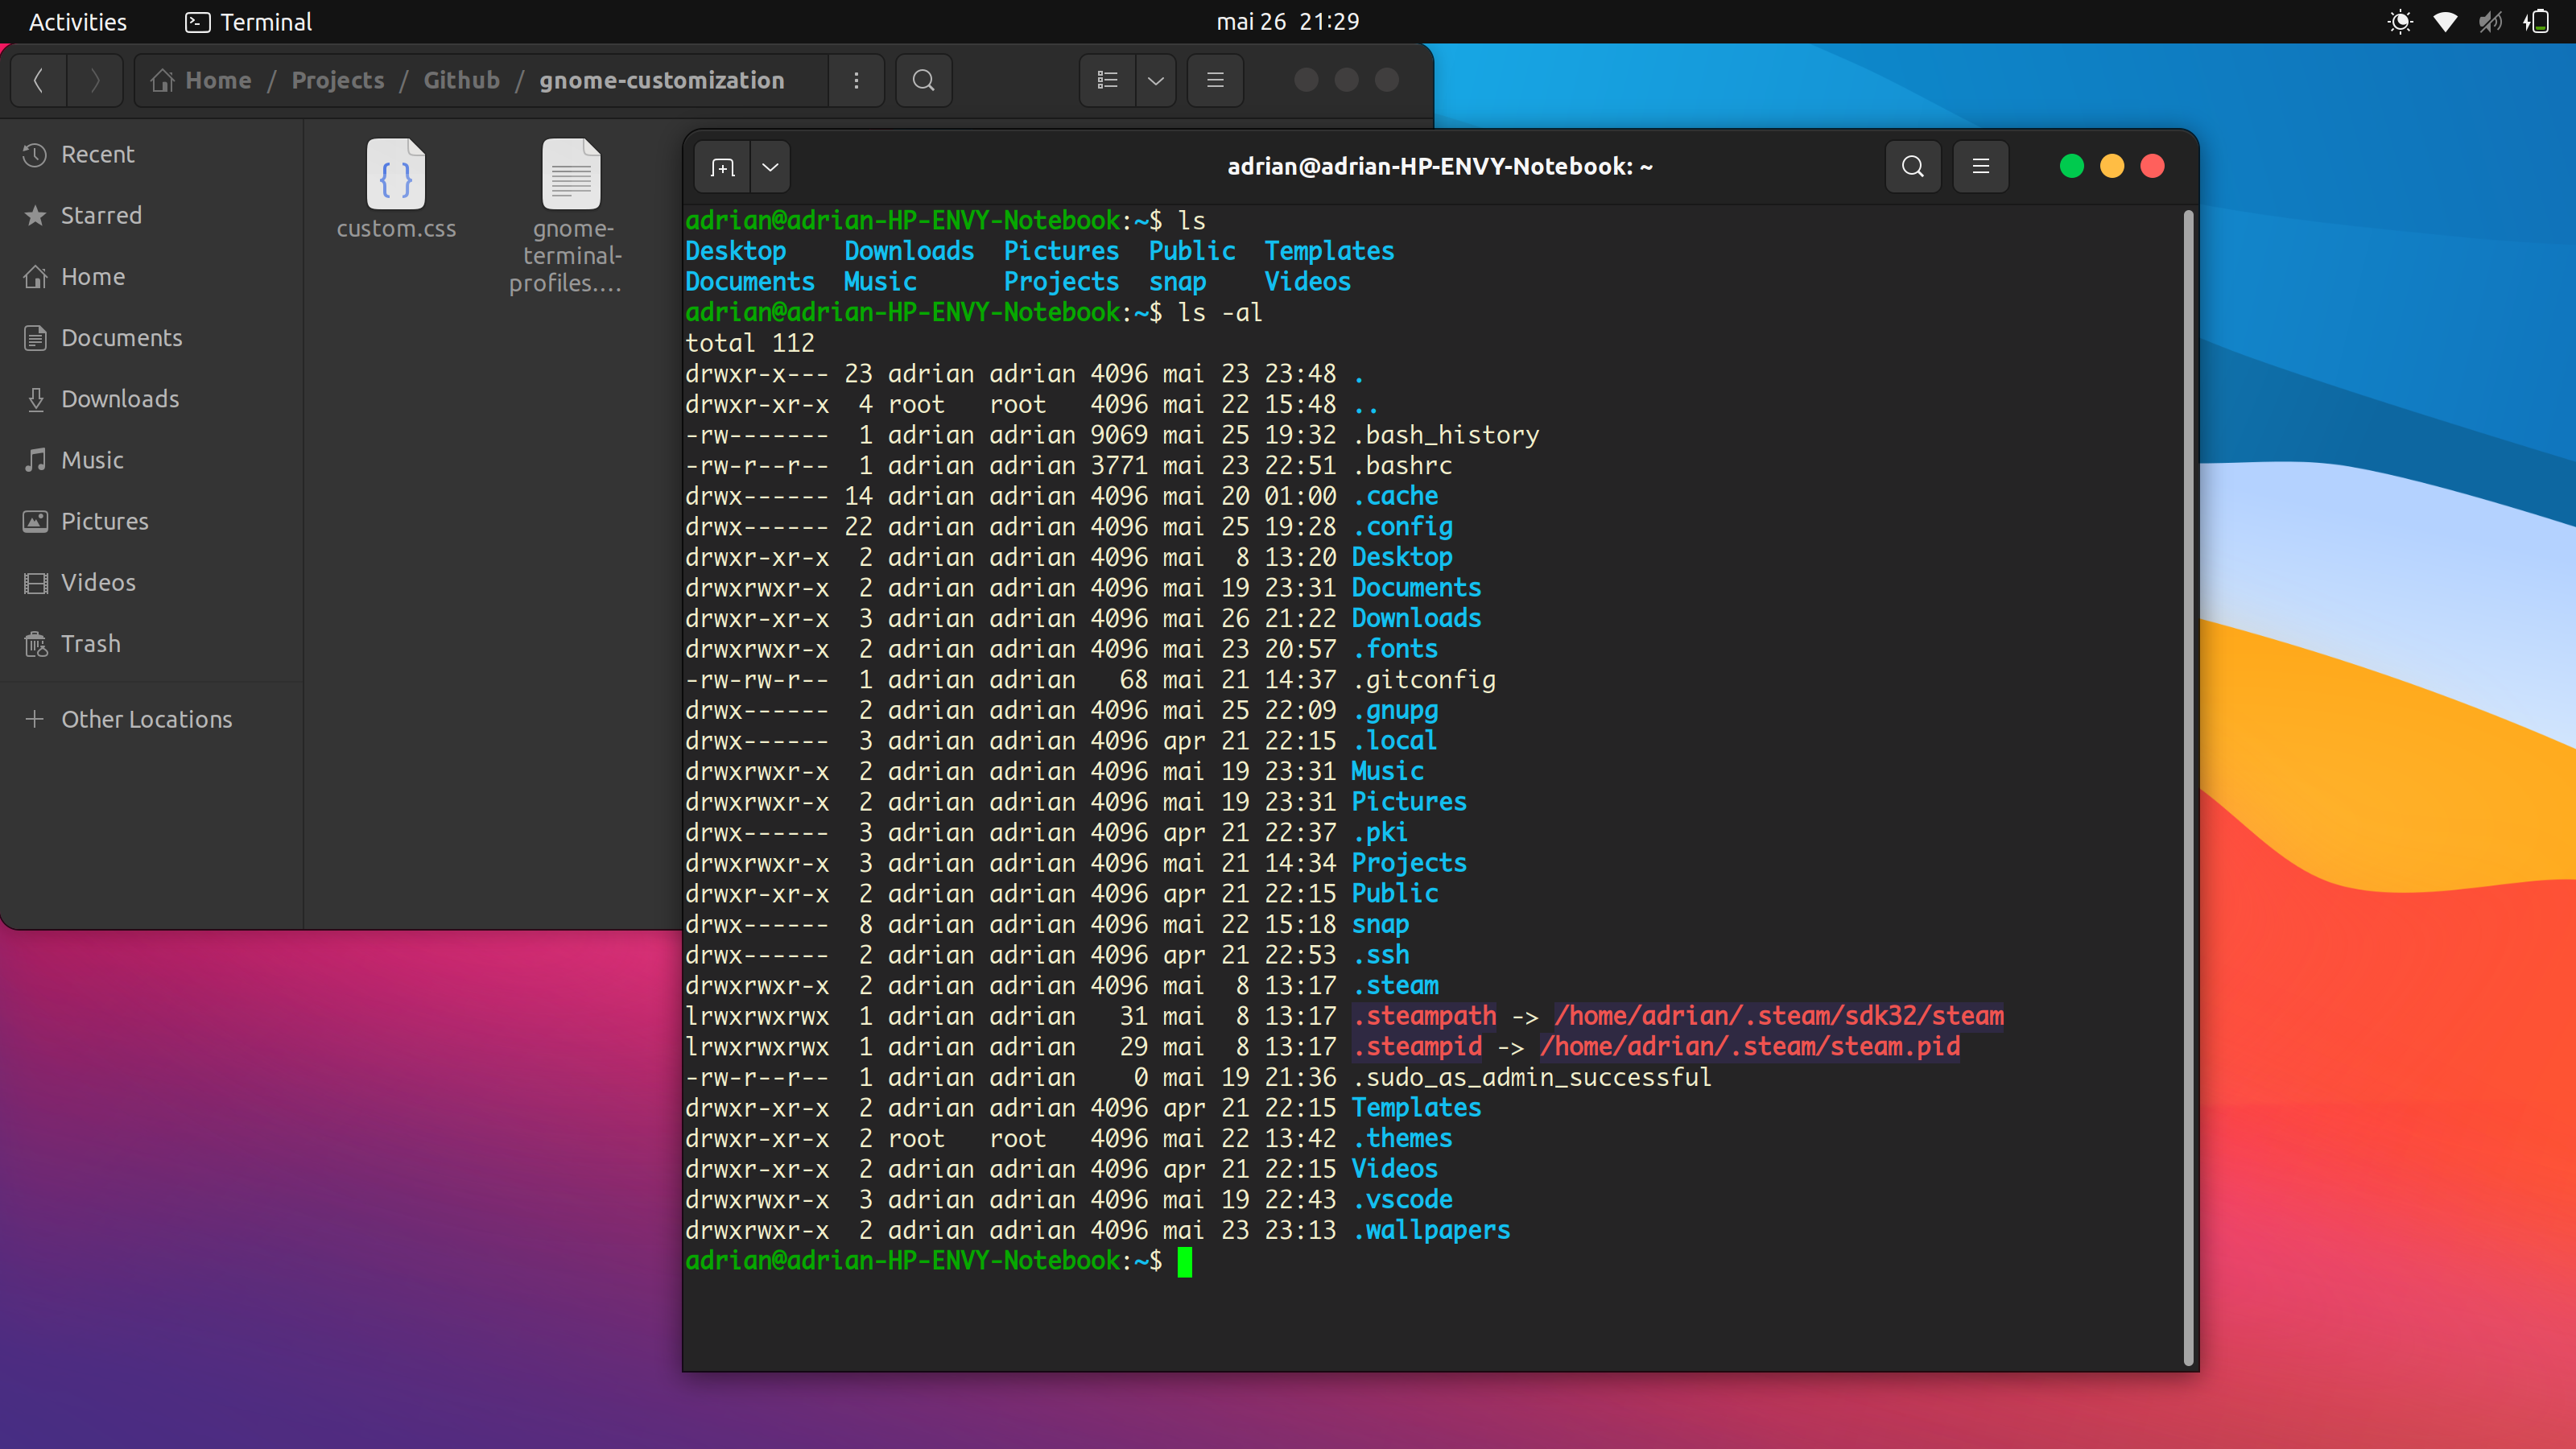 Activities Terminal mai 26 21:29
Home / Projects / Github / gnome-customization
Recent
Starred
Home
Documents
Downloads
Music
Pictures
Videos
Trash
Other Locations
custom.css
gnome-
terminal-
profiles....
adrian@adrian-HP-ENVY-Notebook: ~
adrian@adrian-HP-ENVY-Notebook:~$ ls
Desktop    Downloads  Pictures  Public  Templates
Documents  Music      Projects  snap    Videos
adrian@adrian-HP-ENVY-Notebook:~$ ls -al
total 112
drwxr-x--- 23 adrian adrian 4096 mai 23 23:48 .
drwxr-xr-x  4 root   root   4096 mai 22 15:48 ..
-rw-------  1 adrian adrian 9069 mai 25 19:32 .bash_history
-rw-r--r--  1 adrian adrian 3771 mai 23 22:51 .bashrc
drwx------ 14 adrian adrian 4096 mai 20 01:00 .cache
drwx------ 22 adrian adrian 4096 mai 25 19:28 .config
drwxr-xr-x  2 adrian adrian 4096 mai  8 13:20 Desktop
drwxrwxr-x  2 adrian adrian 4096 mai 19 23:31 Documents
drwxr-xr-x  3 adrian adrian 4096 mai 26 21:22 Downloads
drwxrwxr-x  2 adrian adrian 4096 mai 23 20:57 .fonts
-rw-rw-r--  1 adrian adrian   68 mai 21 14:37 .gitconfig
drwx------  2 adrian adrian 4096 mai 25 22:09 .gnupg
drwx------  3 adrian adrian 4096 apr 21 22:15 .local
drwxrwxr-x  2 adrian adrian 4096 mai 19 23:31 Music
drwxrwxr-x  2 adrian adrian 4096 mai 19 23:31 Pictures
drwx------  3 adrian adrian 4096 apr 21 22:37 .pki
drwxrwxr-x  3 adrian adrian 4096 mai 21 14:34 Projects
drwxr-xr-x  2 adrian adrian 4096 apr 21 22:15 Public
drwx------  8 adrian adrian 4096 mai 22 15:18 snap
drwx------  2 adrian adrian 4096 apr 21 22:53 .ssh
drwxrwxr-x  2 adrian adrian 4096 mai  8 13:17 .steam
lrwxrwxrwx  1 adrian adrian   31 mai  8 13:17 .steampath -> /home/adrian/.steam/sdk32/steam
lrwxrwxrwx  1 adrian adrian   29 mai  8 13:17 .steampid -> /home/adrian/.steam/steam.pid
-rw-r--r--  1 adrian adrian    0 mai 19 21:36 .sudo_as_admin_successful
drwxr-xr-x  2 adrian adrian 4096 apr 21 22:15 Templates
drwxr-xr-x  2 root   root   4096 mai 22 13:42 .themes
drwxr-xr-x  2 adrian adrian 4096 apr 21 22:15 Videos
drwxrwxr-x  3 adrian adrian 4096 mai 19 22:43 .vscode
drwxrwxr-x  2 adrian adrian 4096 mai 23 23:13 .wallpapers
adrian@adrian-HP-ENVY-Notebook:~$